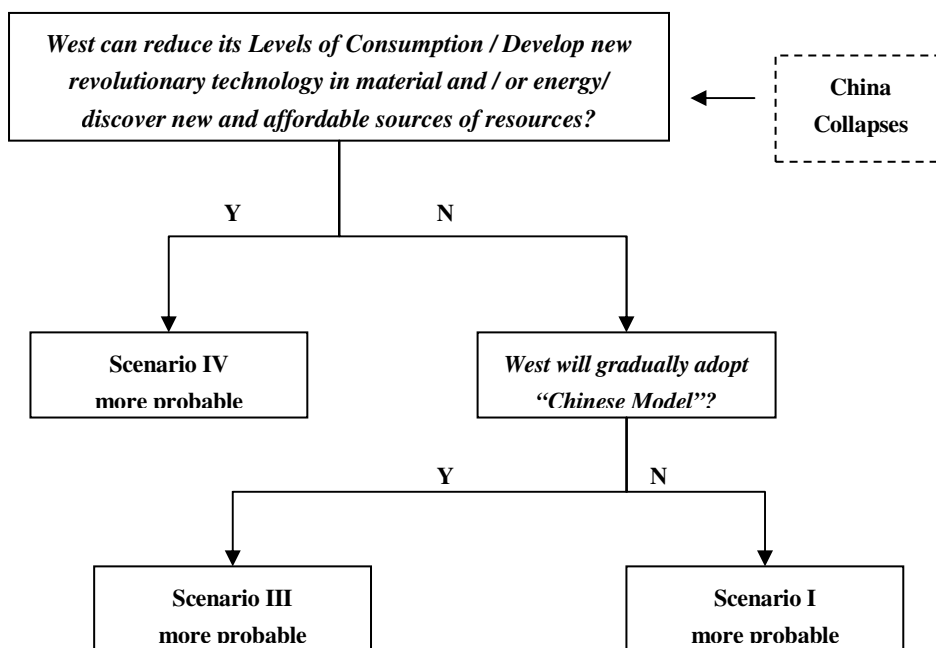 West can reduce its Levels of Consumption / Develop new
revolutionary technology in material and / or energy/
discover new and affordable sources of resources?
China
Collapses
Y
N
Scenario IV
more probable
West will gradually adopt
“Chinese Model”?
Y
N
Scenario III
more probable
Scenario I
more probable